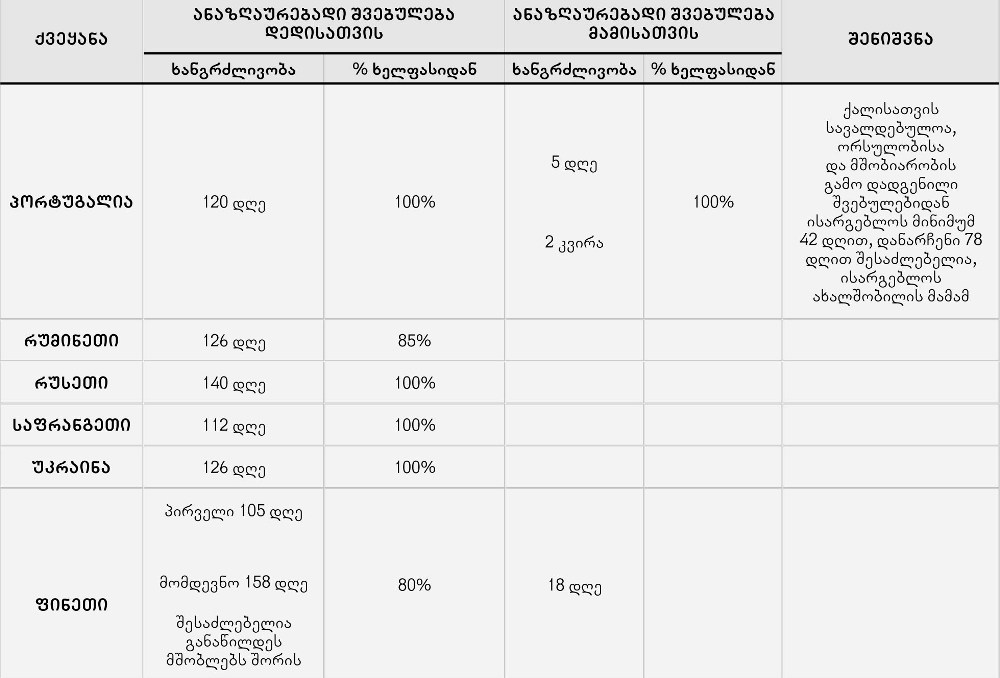 ქვეყანა
ანაზღაურებადი შვებულება
დედისათვის
ანაზღაურებადი შვებულება
მამისათვის
შენიშვნა
ხანგრძლივობა
% ხელფასიდან
ხანგრძლივობა
% ხელფასიდან
პორტუგალია
120 დღე
100%
5 დღე
2 კვირა
100%
ქალისათვის
სავალდებულოა,
ორსულობისა
და მშობიარობის
გამო დადგენილი
შვებულებიდან
ისარგებლოს მინიმუმ
42 დღით, დანარჩენი 78
დღით შესაძლებელია,
ისარგებლოს
ახალშობილის მამამ
რუმინეთი
126 დღე
85%
რუსეთი
140 დღე
100%
საფრანგეთი
112 დღე
100%
უკრაინა
126 დღე
100%
ფინეთი
პირველი 105 დღე
მომდევნო 158 დღე
შესაძლებელია
განაწილდეს
მშობლებს შორის
80%
18 დღე